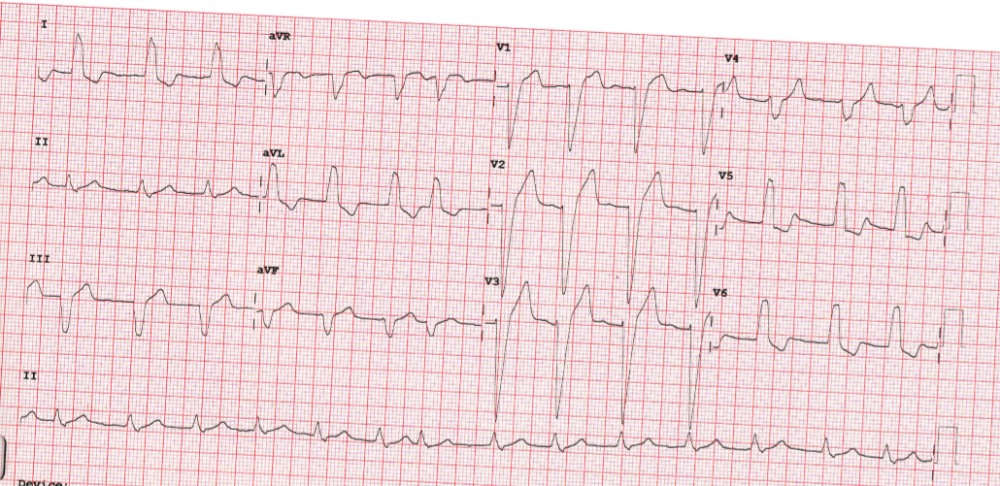 I aVR V1 V4
II aVL V2 V5
III aVF V3 V6
II
Device: